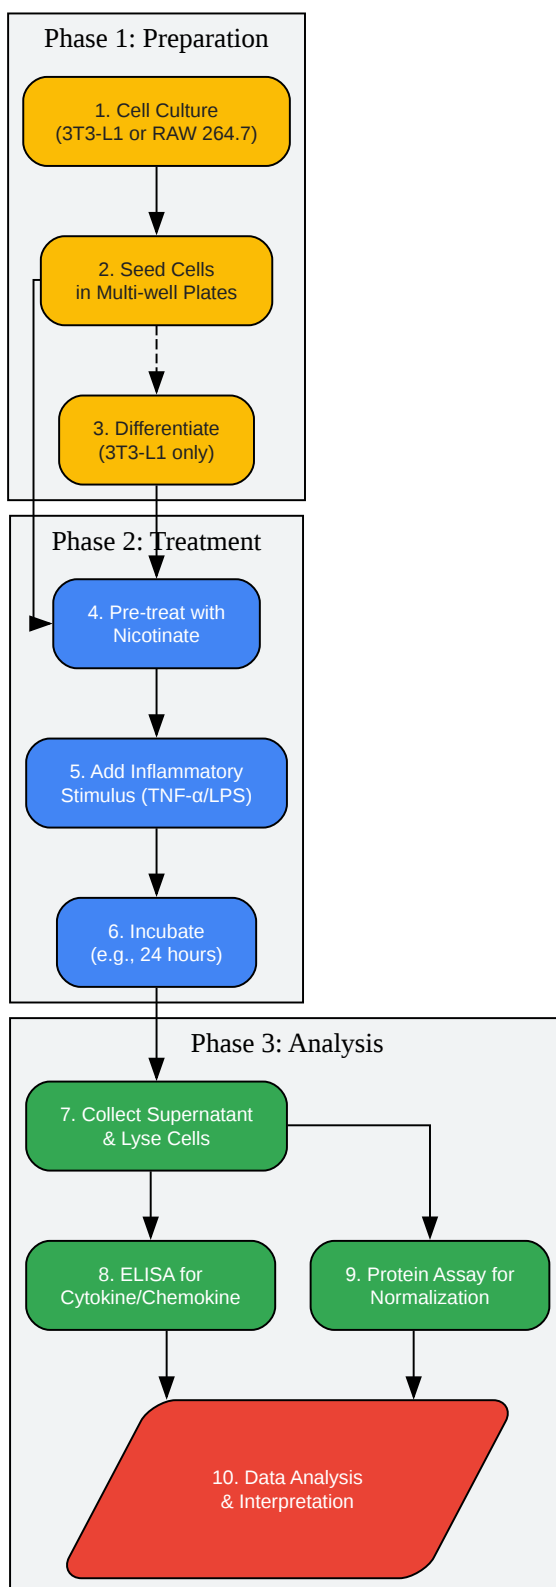 Phase 1: Preparation
1. Cell Culture
(3T3-L1 or RAW 264.7)
2. Seed Cells
in Multi-well Plates
3. Differentiate
(3T3-L1 only)
Phase 2: Treatment
4. Pre-treat with
Nicotinate
5. Add Inflammatory
Stimulus (TNF-α/LPS)
6. Incubate
(e.g., 24 hours)
Phase 3: Analysis
7. Collect Supernatant
& Lyse Cells
8. ELISA for
Cytokine/Chemokine
9. Protein Assay for
Normalization
10. Data Analysis
& Interpretation